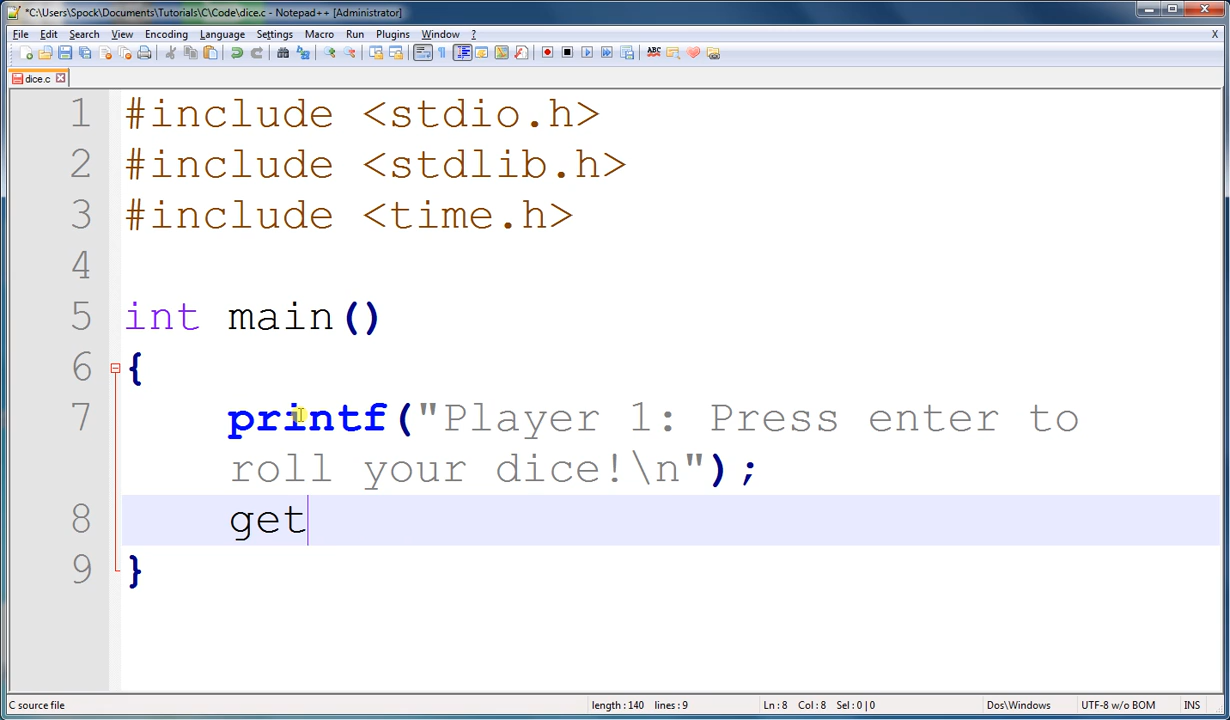 *C:\Users\Spock\Documents\Tutorials\C\Code\dice.c - Notepad++ [Administrator]
File Edit Search View Encoding Language Settings Macro Run Plugins Window ? X
ABC
dice.c
1 #include <stdio.h>
2 #include <stdlib.h>
3 #include <time.h>
4
5 int main()
6 {
7 printf("Player 1: Press enter to
roll your dice!\n");
8 get
9 }
C source file length : 140 lines : 9 Ln : 8 Col : 8 Sel : 0 | 0 Dos\Windows UTF-8 w/o BOM INS